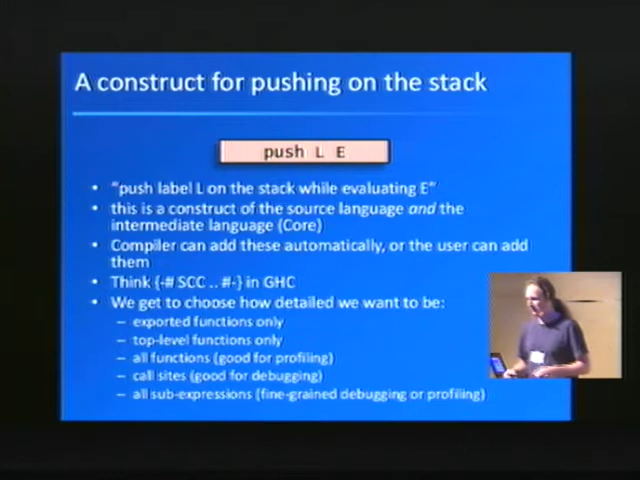 A construct for pushing on the stack
push L E
• "push label L on the stack while evaluating E"
• this is a construct of the source language and the
intermediate language (Core)
• Compiler can add these automatically, or the user can add
them
• Think {-# SCC .. #-} in GHC
• We get to choose how detailed we want to be:
– exported functions only
– top-level functions only
– all functions (good for profiling)
– call sites (good for debugging)
– all sub-expressions (fine-grained debugging or profiling)